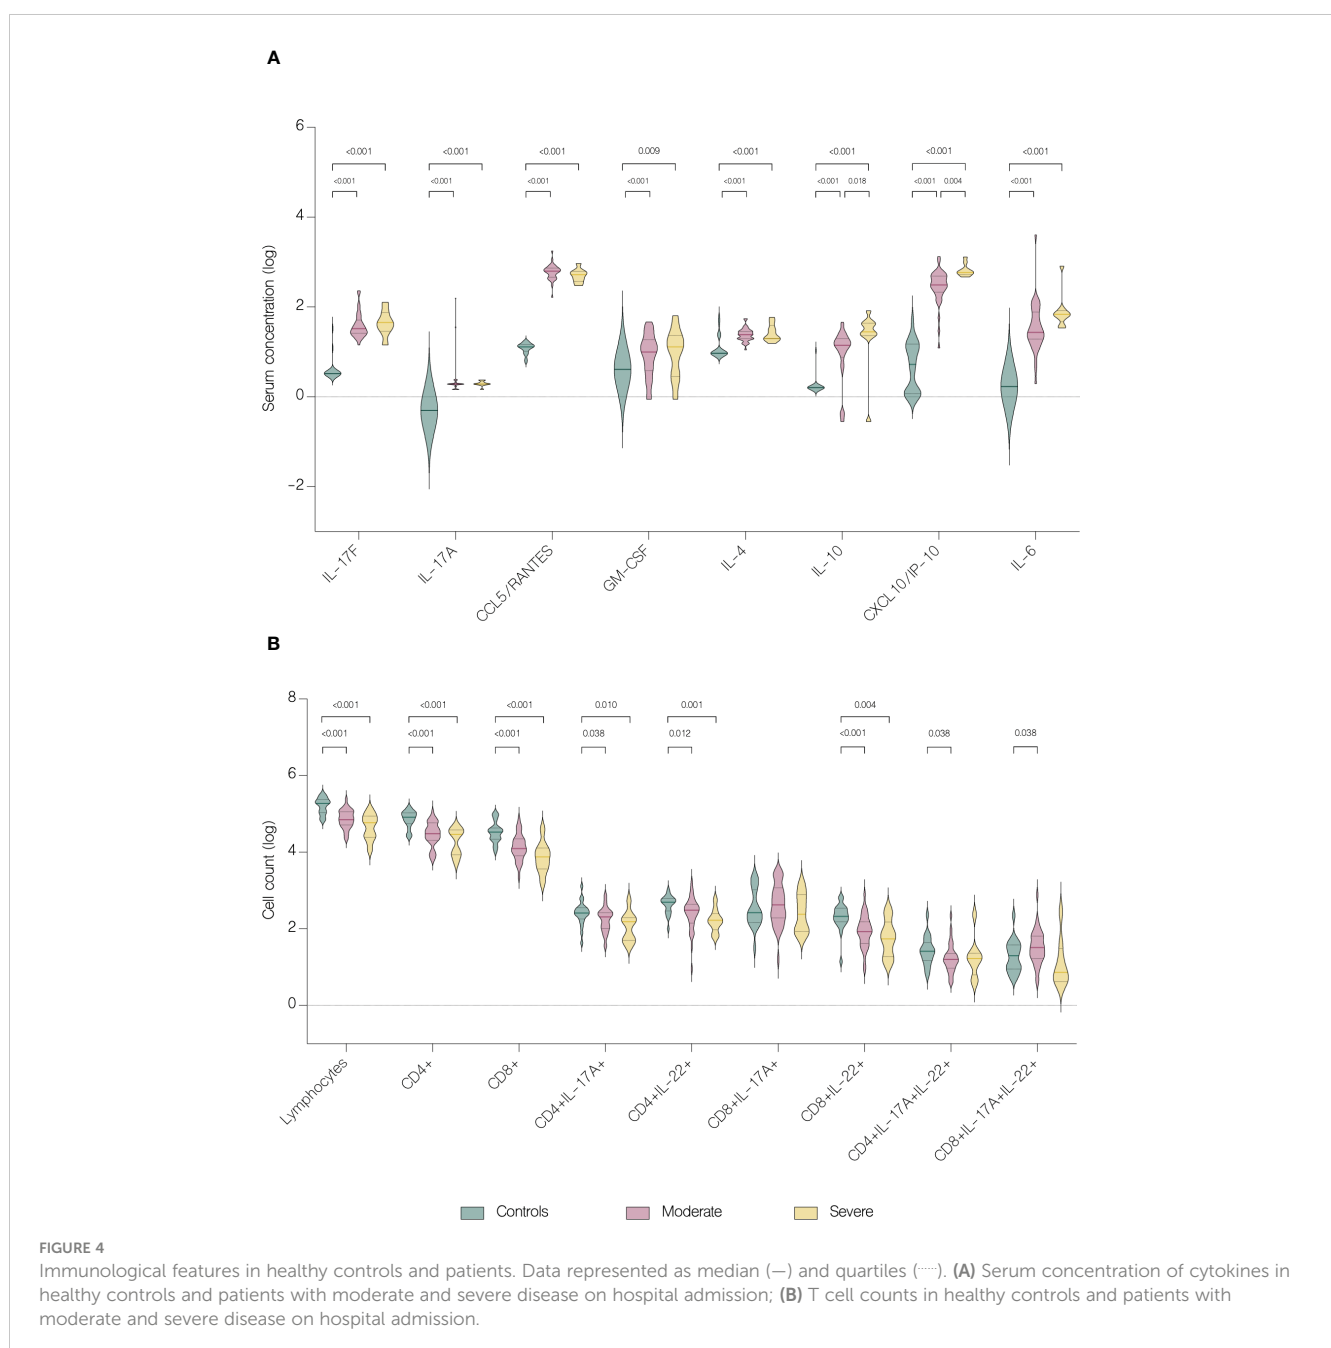 A
6
4
2
0
−2
Serum concentration (log)
<0.001 <0.001 <0.001 0.009 <0.001 <0.001 <0.001 <0.001
<0.001 <0.001 <0.001 <0.001 <0.001 <0.001 0.018 <0.001 0.004 <0.001
IL-17F
IL-17A
CCL5/RANTES
GM-CSF
IL-4
IL-10
CXCL10/IP-10
IL-6
B
8
6
4
2
0
Cell count (log)
<0.001 <0.001 <0.001 0.010 0.001 0.004
<0.001 <0.001 <0.001 0.038 0.012 <0.001 0.038 0.038
Lymphocytes
CD4+
CD8+
CD4+IL-17A+
CD4+IL-22+
CD8+IL-17A+
CD8+IL-22+
CD4+IL-17A+IL-22+
CD8+IL-17A+IL-22+
Controls Moderate Severe
FIGURE 4
Immunological features in healthy controls and patients. Data represented as median (—) and quartiles (······). (A) Serum concentration of cytokines in
healthy controls and patients with moderate and severe disease on hospital admission; (B) T cell counts in healthy controls and patients with
moderate and severe disease on hospital admission.